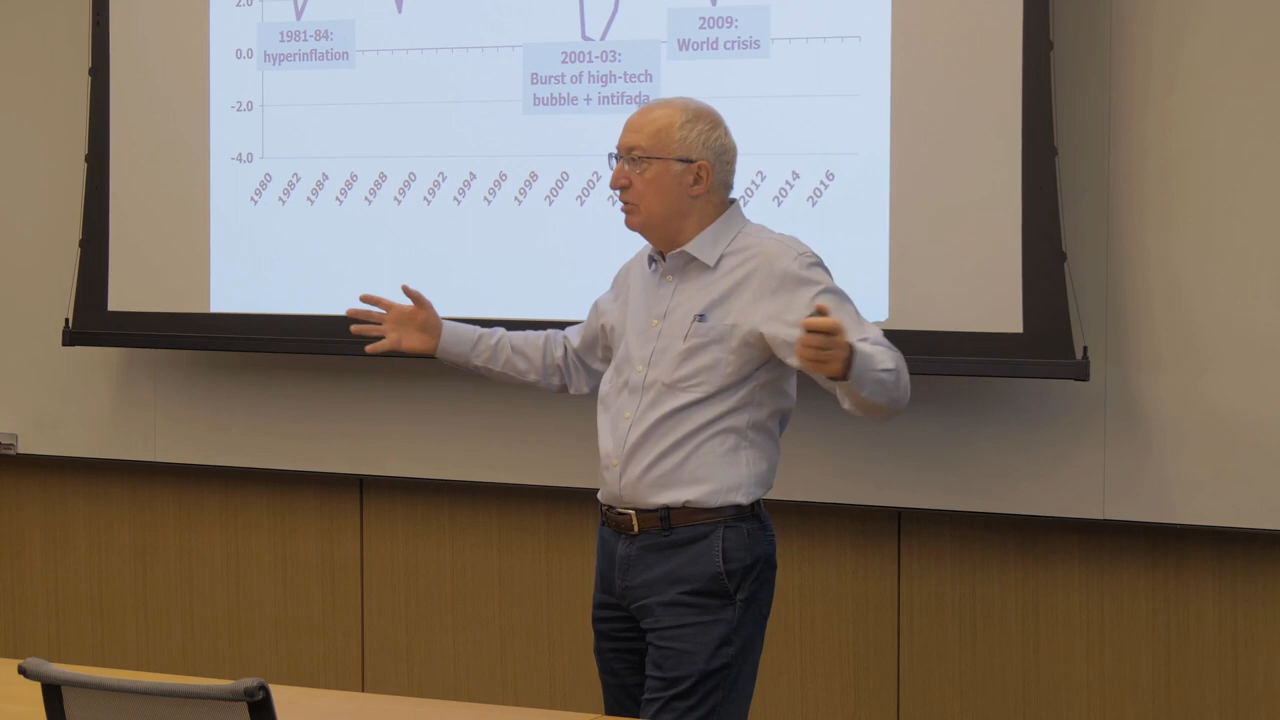 2.0
1981-84:
hyperinflation
0.0
2001-03:
Burst of high-tech
bubble + intifada
2009:
World crisis
-2.0
-4.0
1980 1982 1984 1986 1988 1990 1992 1994 1996 1998 2000 2002 2012 2014 2016